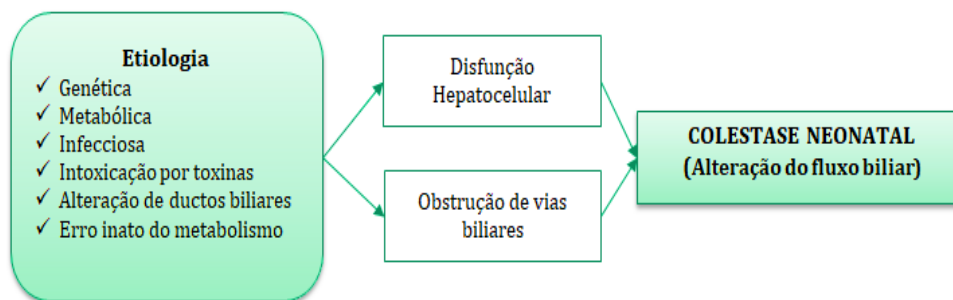 Etiologia
✓ Genética
✓ Metabólica
✓ Infecciosa
✓ Intoxicação por toxinas
✓ Alteração de ductos biliares
✓ Erro inato do metabolismo
Disfunção
Hepatocelular
Obstrução de vias
biliares
COLESTASE NEONATAL
(Alteração do fluxo biliar)